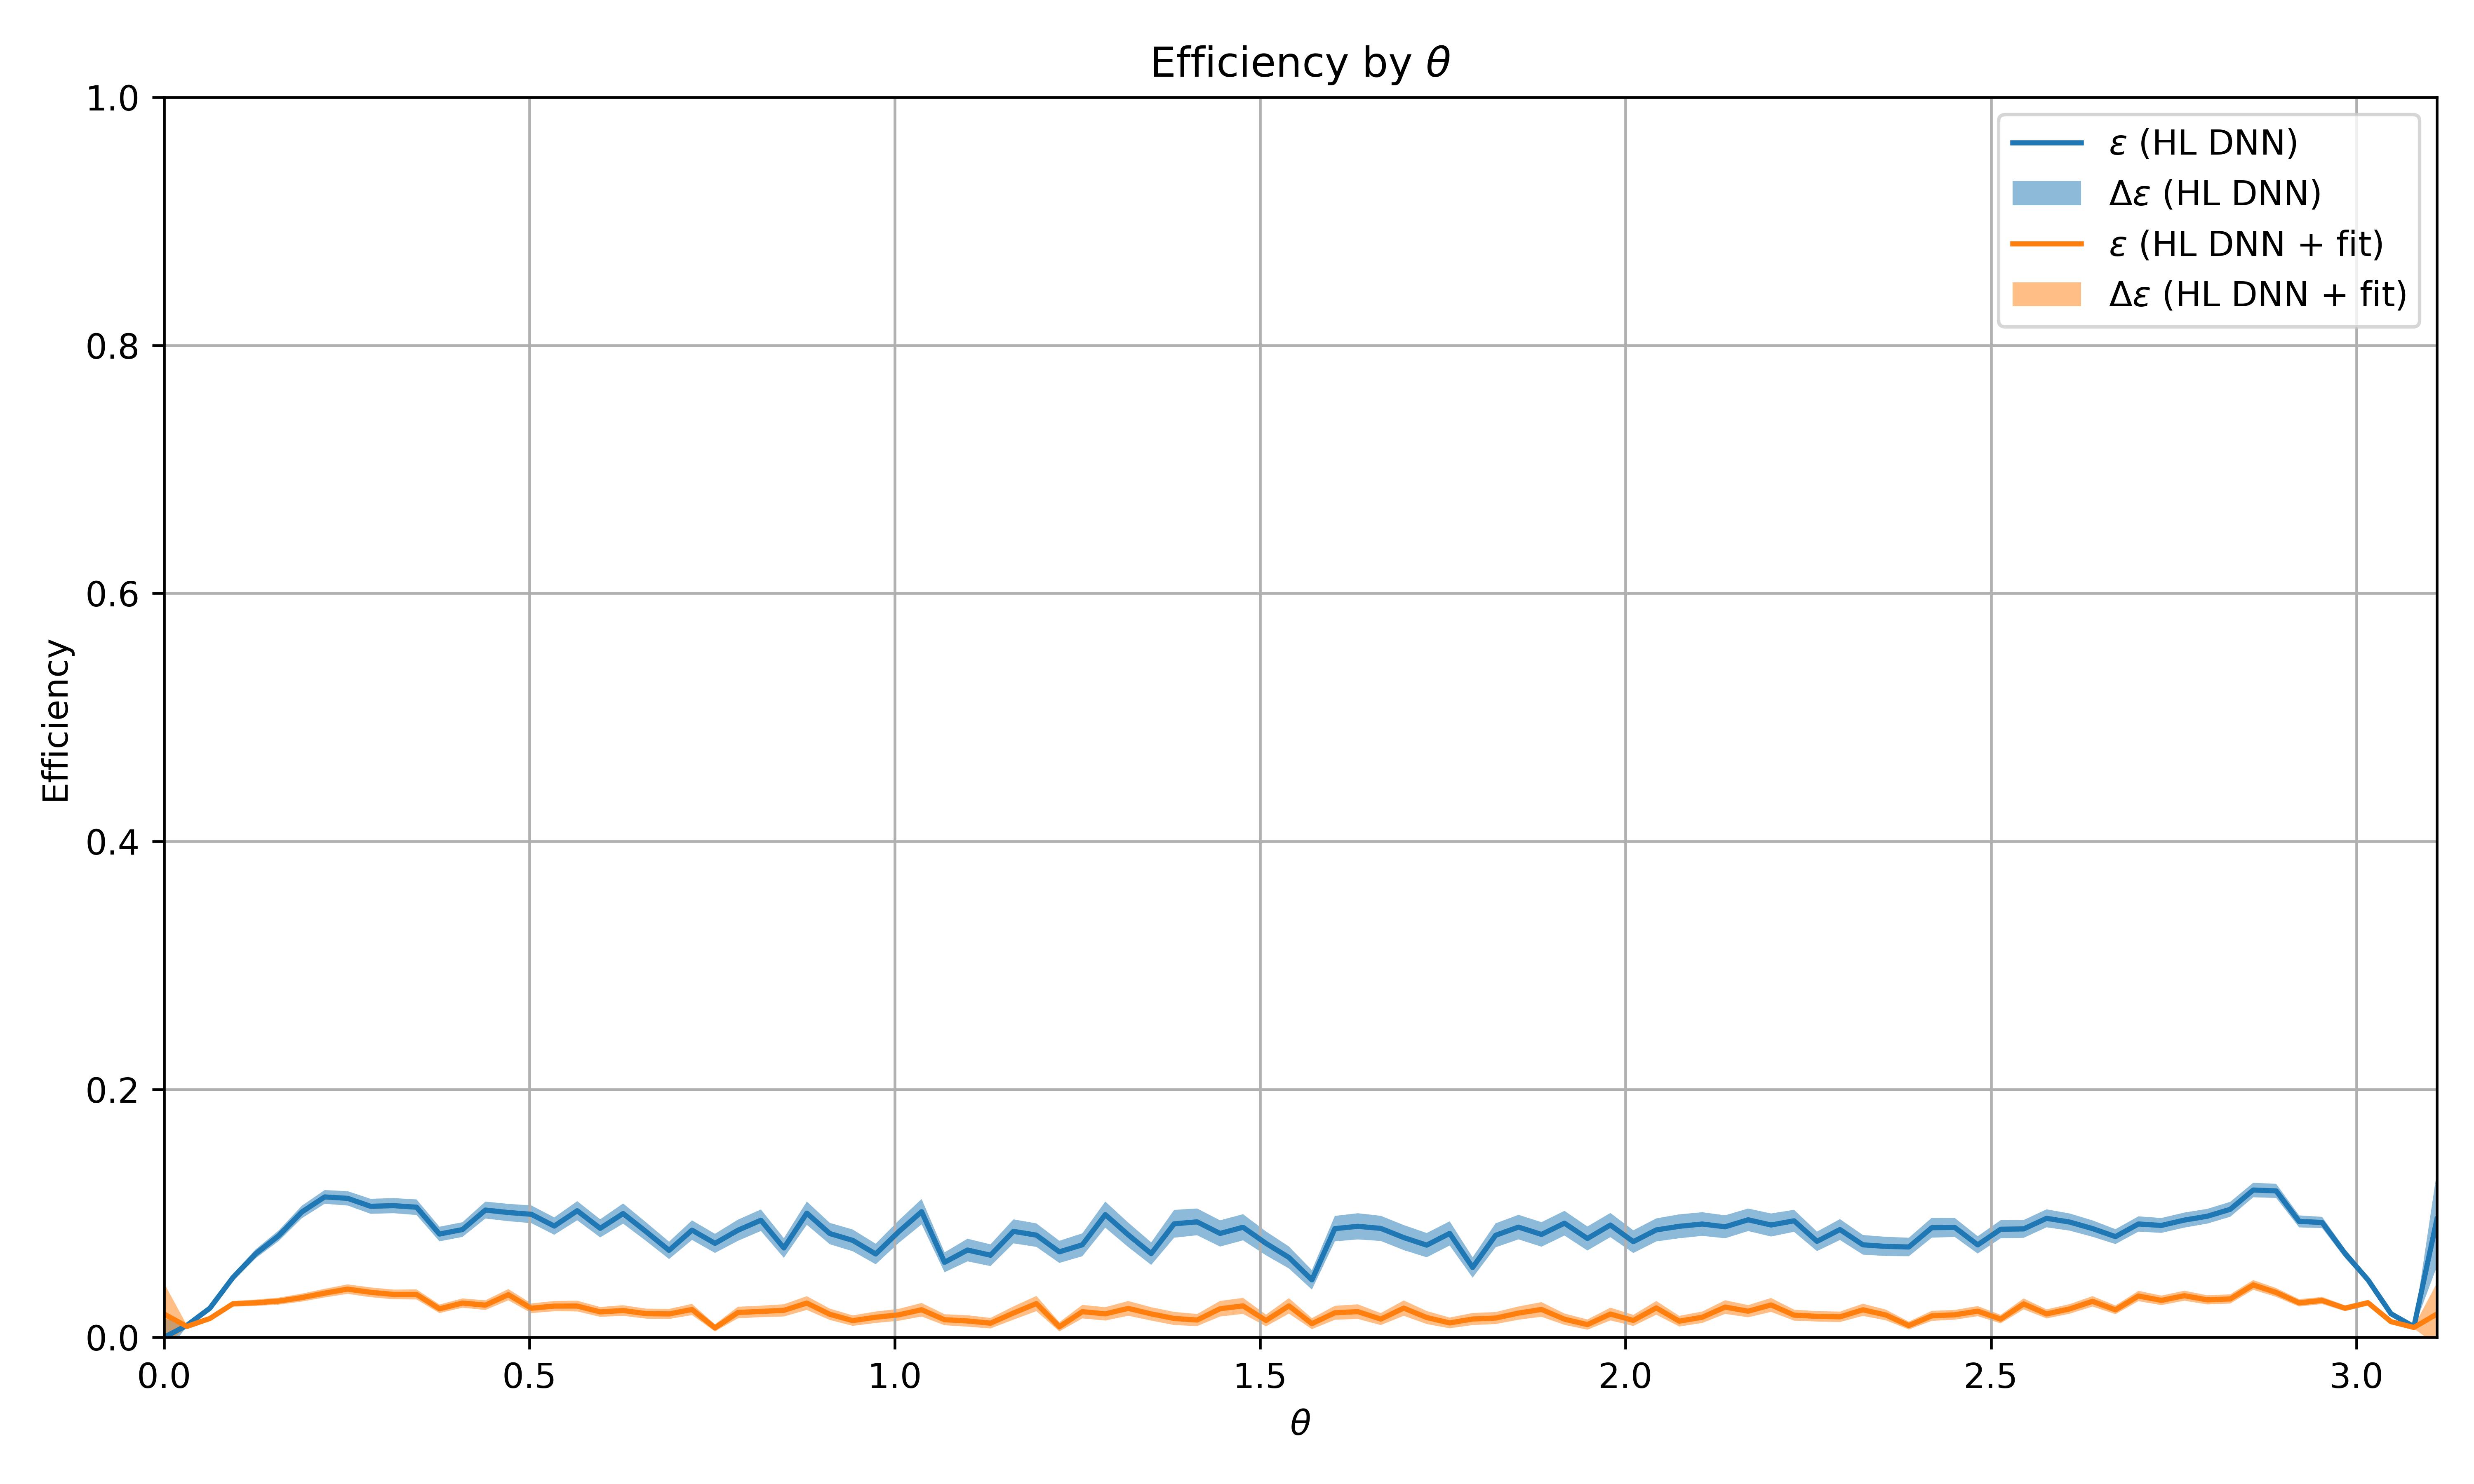 Efficiency by θ
1.0
0.8
0.6
0.4
0.2
0.0
Efficiency
ε (HL DNN)
Δε (HL DNN)
ε (HL DNN + fit)
Δε (HL DNN + fit)
0.0 0.5 1.0 1.5 2.0 2.5 3.0
θ